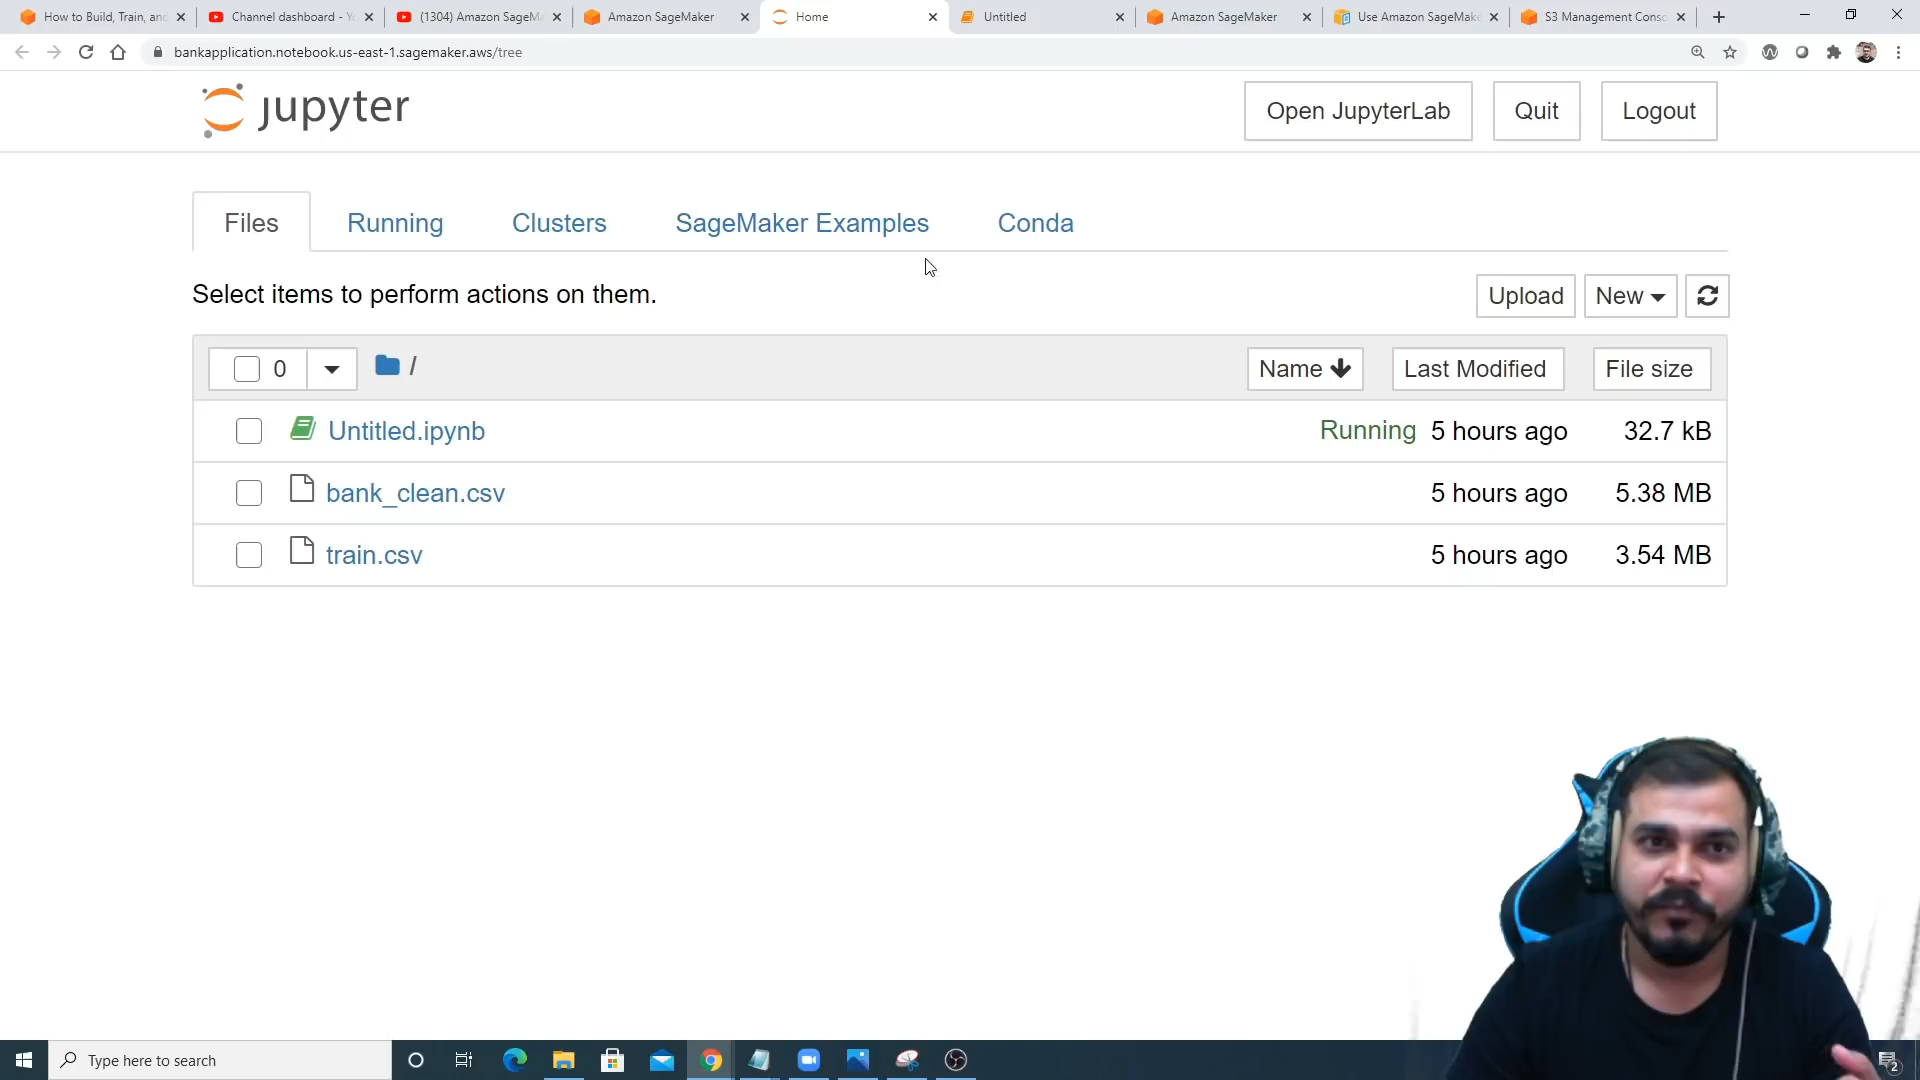 How to Build, Train, an
Channel dashboard - Y
(1304) Amazon SageM
Amazon SageMaker
Home
Untitled
Amazon SageMaker
Use Amazon SageMake
S3 Management Conso
bankapplication.notebook.us-east-1.sagemaker.aws/tree
jupyter
Open JupyterLab
Quit
Logout
Files
Running
Clusters
SageMaker Examples
Conda
Select items to perform actions on them.
Upload
New
0
/
Name
Last Modified
File size
Untitled.ipynb Running 5 hours ago 32.7 kB
bank_clean.csv 5 hours ago 5.38 MB
train.csv 5 hours ago 3.54 MB
Type here to search
2